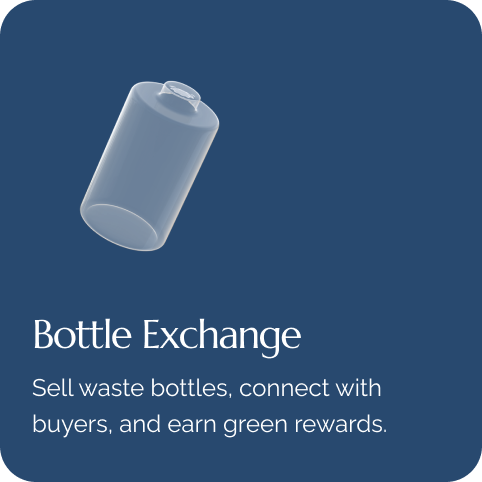 Bottle Exchange
Sell waste bottles, connect with
buyers, and earn green rewards.